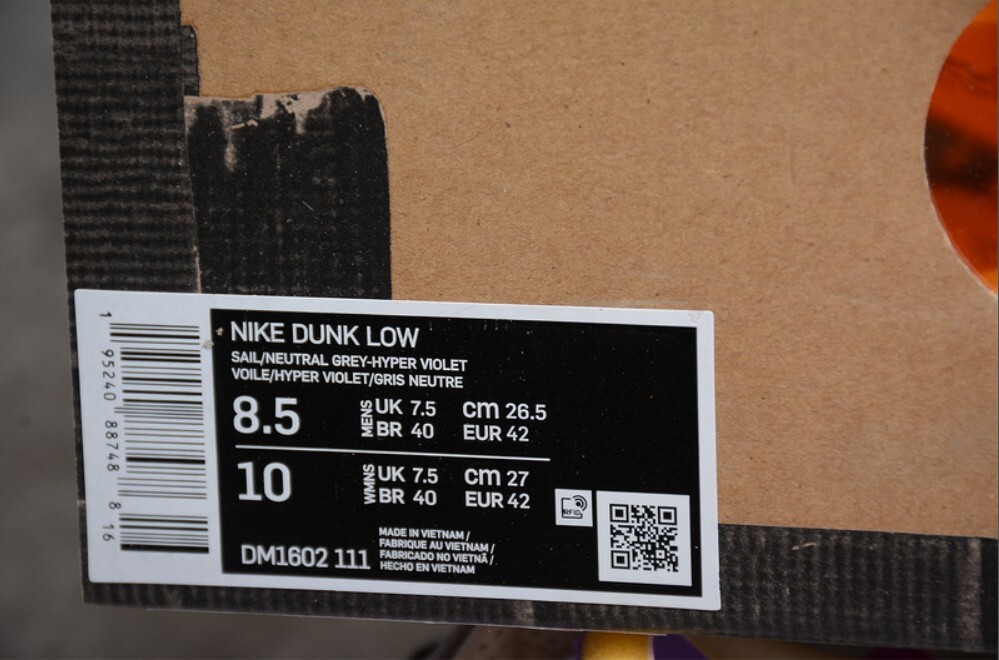 NIKE DUNK LOW
SAIL/NEUTRAL GREY-HYPER VIOLET
VOILE/HYPER VIOLET/GRIS NEUTRE
8.5 MENS UK 7.5 cm 26.5
BR 40 EUR 42
10 WMNS UK 7.5 cm 27
BR 40 EUR 42
RFID
DM1602 111
MADE IN VIETNAM /
FABRIQUE AU VIETNAM /
FABRICADO NO VIETNÃ /
HECHO EN VIETNAM
1 95240 88748 8 16